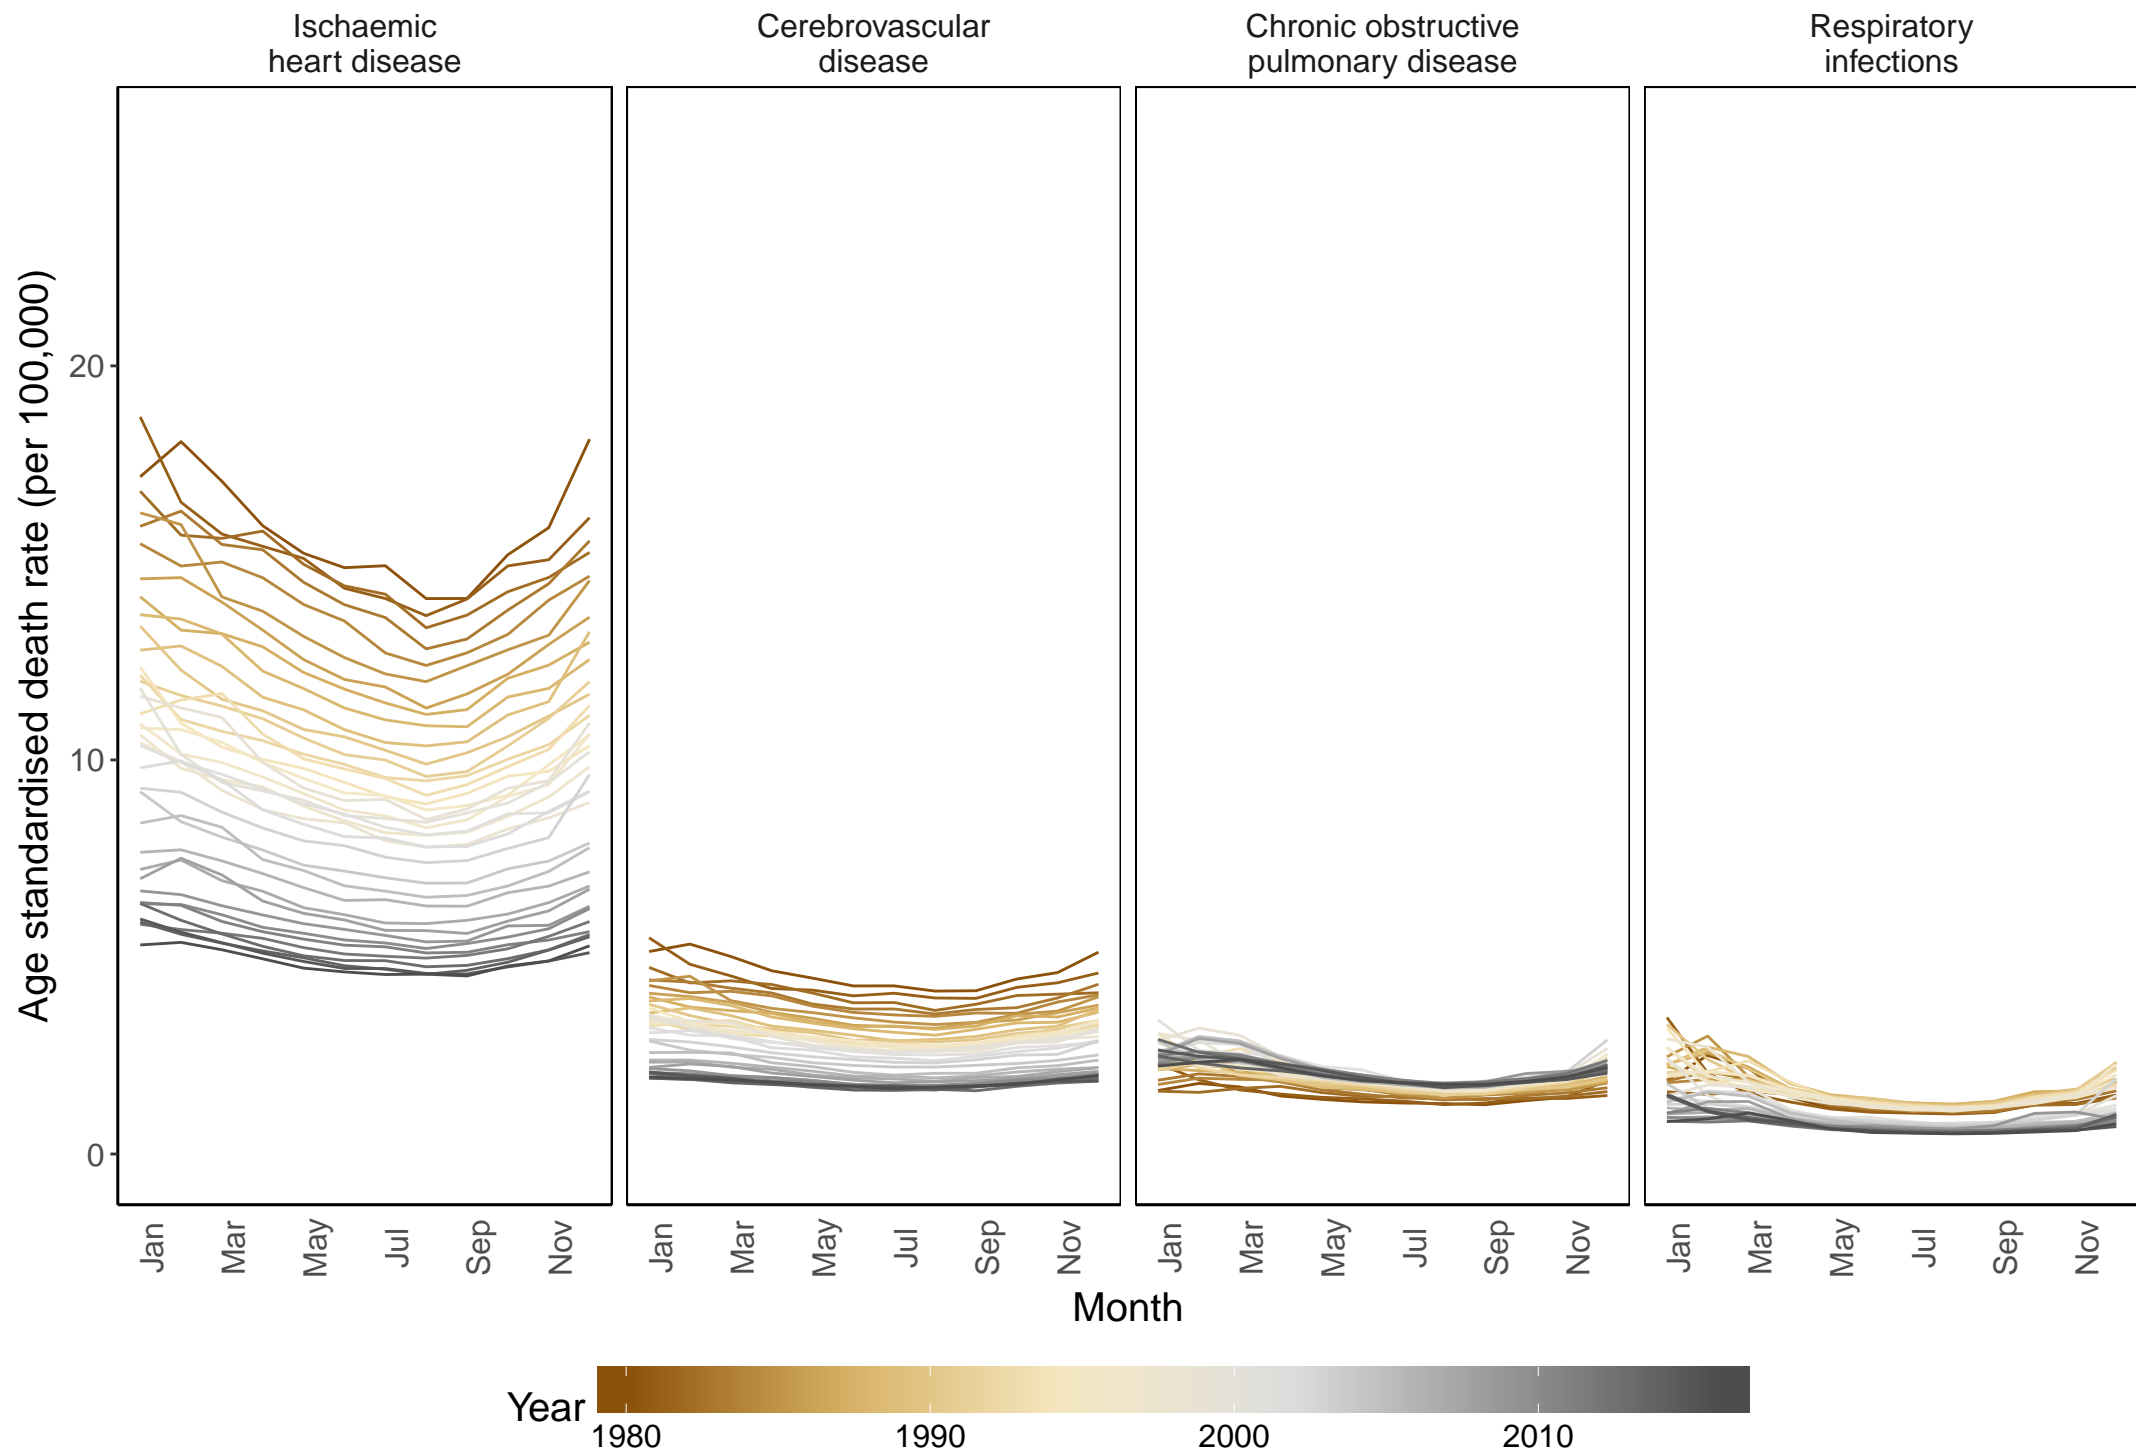 Ischaemic
heart disease
Cerebrovascular
disease
Chronic obstructive
pulmonary disease
Respiratory
infections
Age standardised death rate (per 100,000)
20
10
0
Jan Mar May Jul Sep Nov
Jan Mar May Jul Sep Nov
Jan Mar May Jul Sep Nov
Jan Mar May Jul Sep Nov
Month
Year
1980 1990 2000 2010